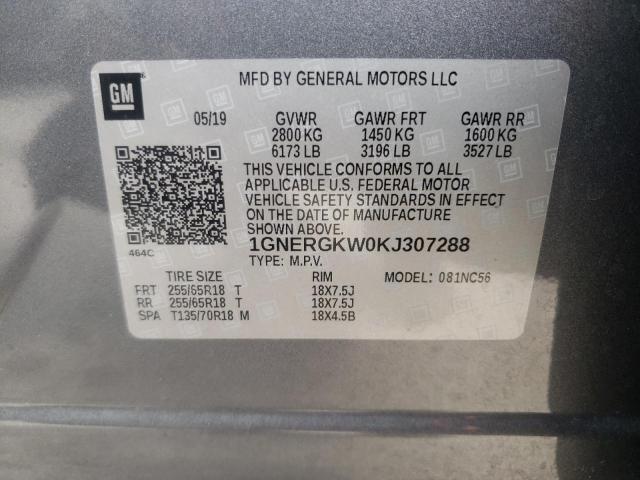 GM
MFD BY GENERAL MOTORS LLC
05/19 GVWR GAWR FRT GAWR RR
2800 KG 1450 KG 1600 KG
6173 LB 3196 LB 3527 LB
THIS VEHICLE CONFORMS TO ALL
APPLICABLE U.S. FEDERAL MOTOR
VEHICLE SAFETY STANDARDS IN EFFECT
ON THE DATE OF MANUFACTURE
SHOWN ABOVE.
1GNERGKW0KJ307288
464C
TYPE: M.P.V.
TIRE SIZE RIM MODEL: 081NC56
FRT 255/65R18 T 18X7.5J
RR 255/65R18 T 18X7.5J
SPA T135/70R18 M 18X4.5B